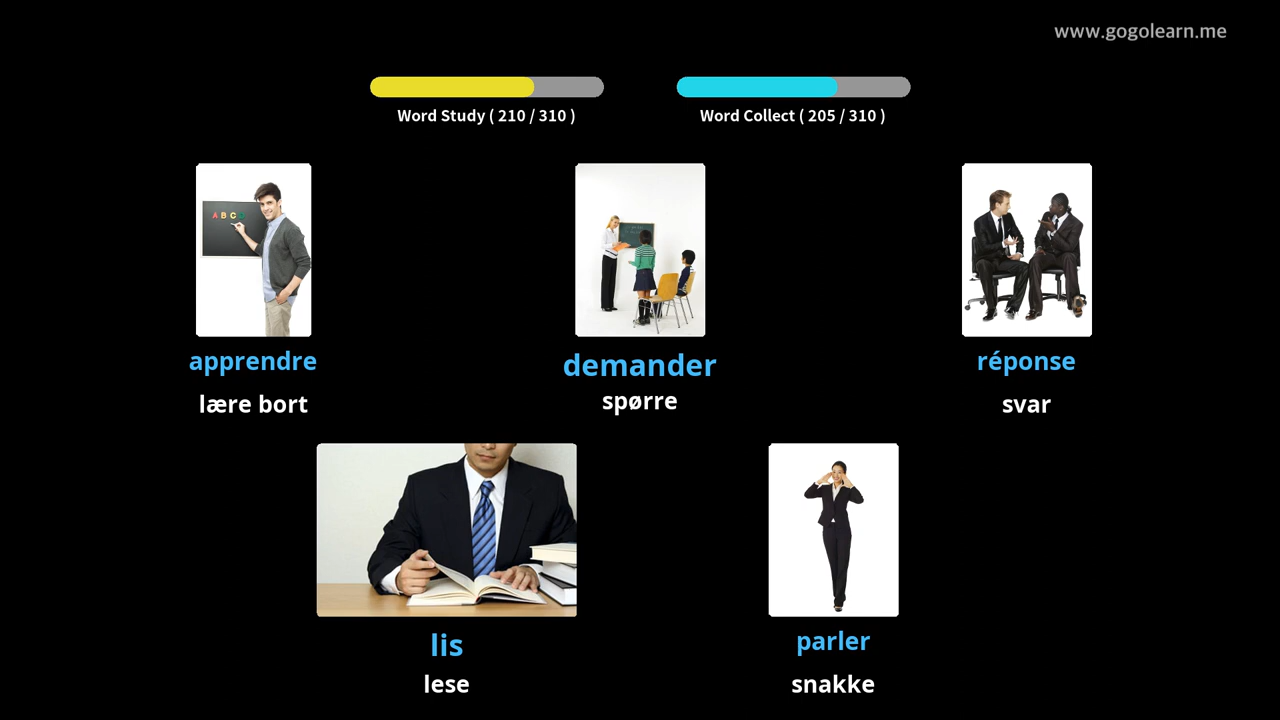 www.gogolearn.me
Word Study ( 210 / 310 )
Word Collect ( 205 / 310 )
A B C D
apprendre
demander
réponse
lære bort
spørre
svar
lis
parler
lese
snakke